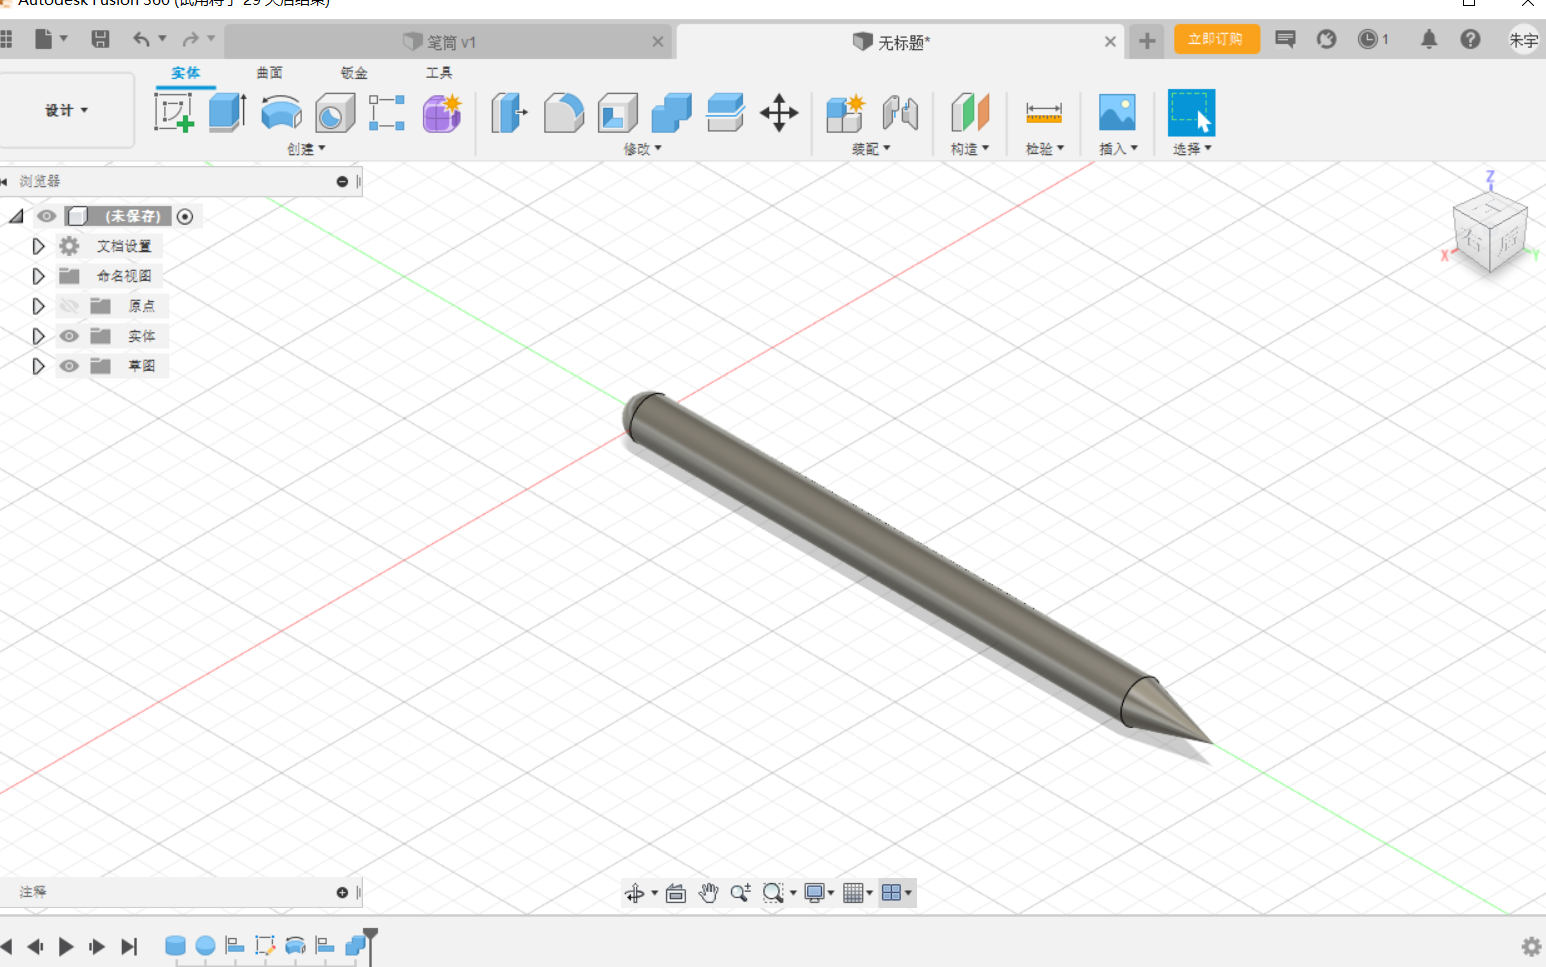 Autodesk Fusion 360 (试用将于 29 天后结束)
笔筒 v1
无标题*
立即订购
1
朱宇
设计
实体 曲面 钣金 工具
创建 修改 装配 构造 检验 插入 选择
浏览器
(未保存)
文档设置
命名视图
原点
实体
草图
Z
上
右 后
X Y
注释